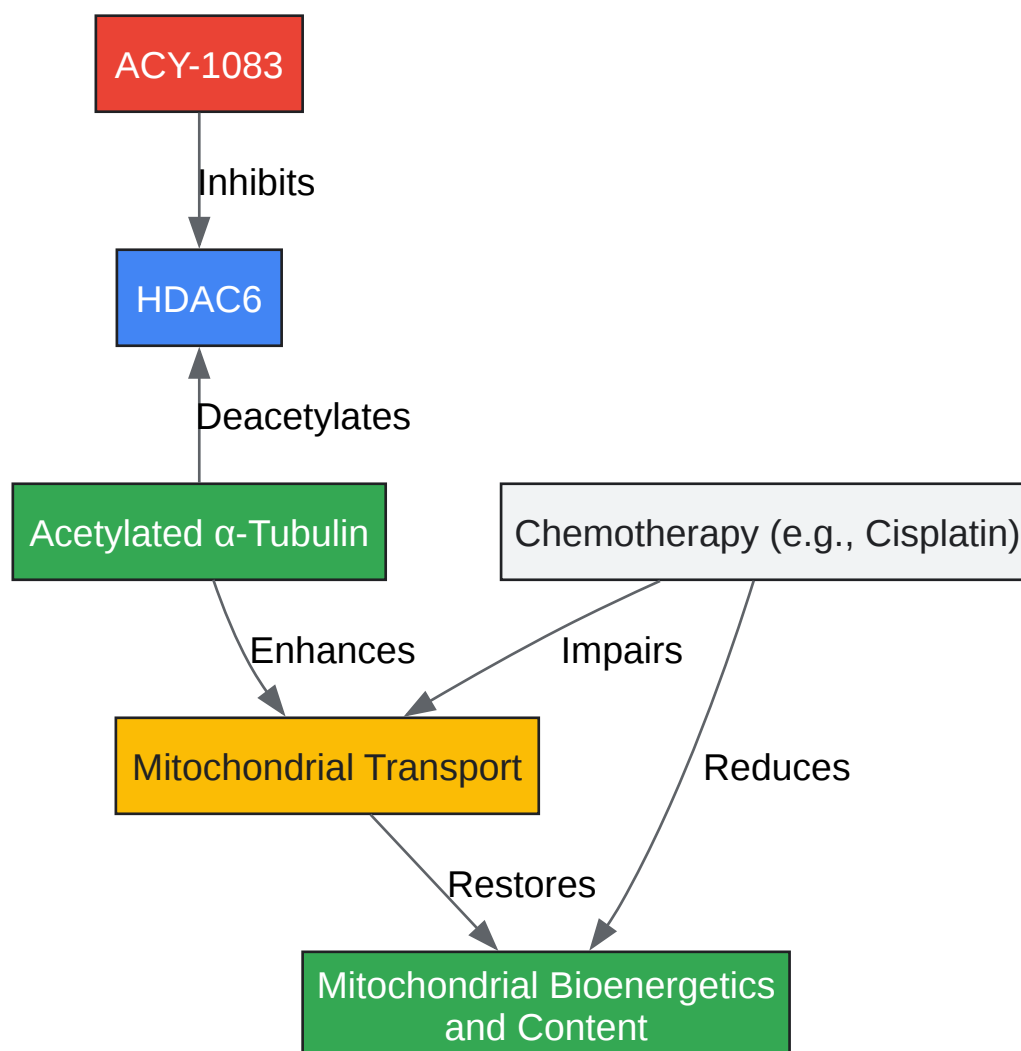 ACY-1083
Inhibits
HDAC6
Deacetylates
Acetylated α-Tubulin
Chemotherapy (e.g., Cisplatin)
Enhances
Impairs
Mitochondrial Transport
Reduces
Restores
Mitochondrial Bioenergetics
and Content